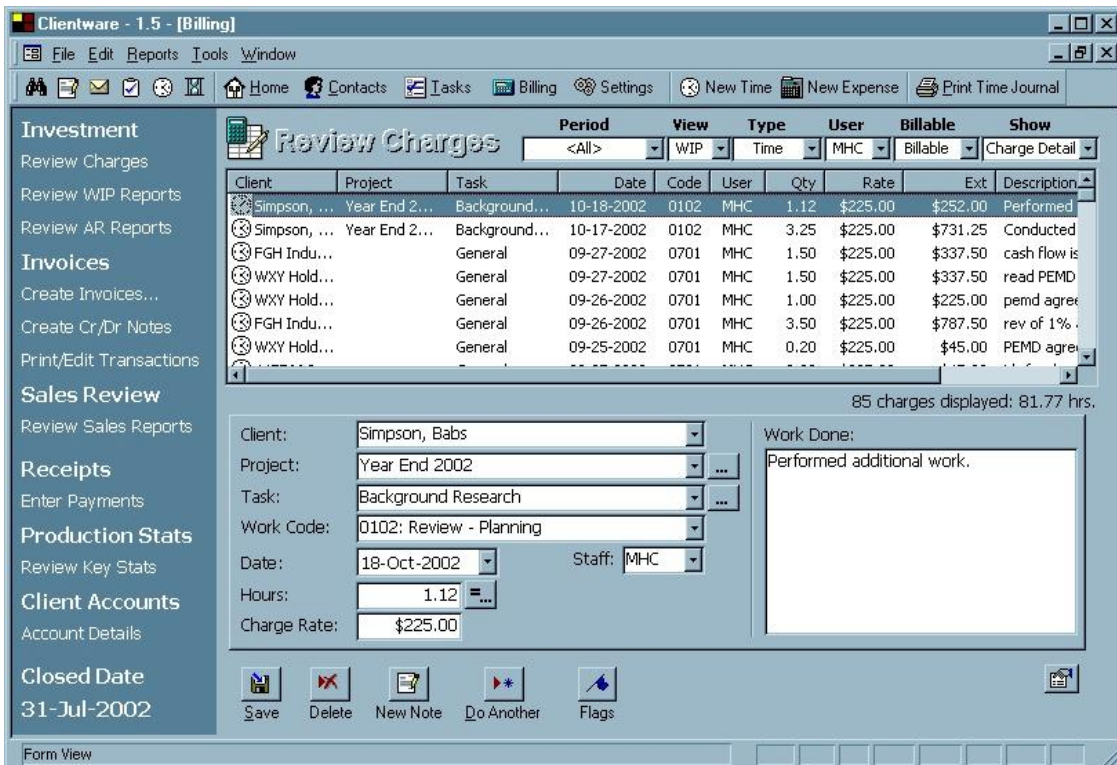 Clientware - 1.5 - [Billing]
File Edit Reports Tools Window
Home Contacts Tasks Billing Settings New Time New Expense Print Time Journal
Investment
Review Charges
Review WIP Reports
Review AR Reports
Invoices
Create Invoices...
Create Cr/Dr Notes
Print/Edit Transactions
Sales Review
Review Sales Reports
Receipts
Enter Payments
Production Stats
Review Key Stats
Client Accounts
Account Details
Closed Date
31-Jul-2002
Review Charges
Period View Type User Billable Show
<All> WIP Time MHC Billable Charge Detail
Client Project Task Date Code User Qty Rate Ext Description
Simpson, ... Year End 2... Background... 10-18-2002 0102 MHC 1.12 $225.00 $252.00 Performed
Simpson, ... Year End 2... Background... 10-17-2002 0102 MHC 3.25 $225.00 $731.25 Conducted
FGH Indu... General 09-27-2002 0701 MHC 1.50 $225.00 $337.50 cash flow is
WXY Hold... General 09-27-2002 0701 MHC 1.50 $225.00 $337.50 read PEMD
WXY Hold... General 09-26-2002 0701 MHC 1.00 $225.00 $225.00 pemd agree
FGH Indu... General 09-26-2002 0701 MHC 3.50 $225.00 $787.50 rev of 1%
WXY Hold... General 09-25-2002 0701 MHC 0.20 $225.00 $45.00 PEMD agree
85 charges displayed: 81.77 hrs.
Client: Simpson, Babs
Project: Year End 2002 ...
Task: Background Research ...
Work Code: 0102: Review - Planning
Date: 18-Oct-2002 Staff: MHC
Hours: 1.12 =...
Charge Rate: $225.00
Work Done:
Performed additional work.
Save Delete New Note Do Another Flags
Form View